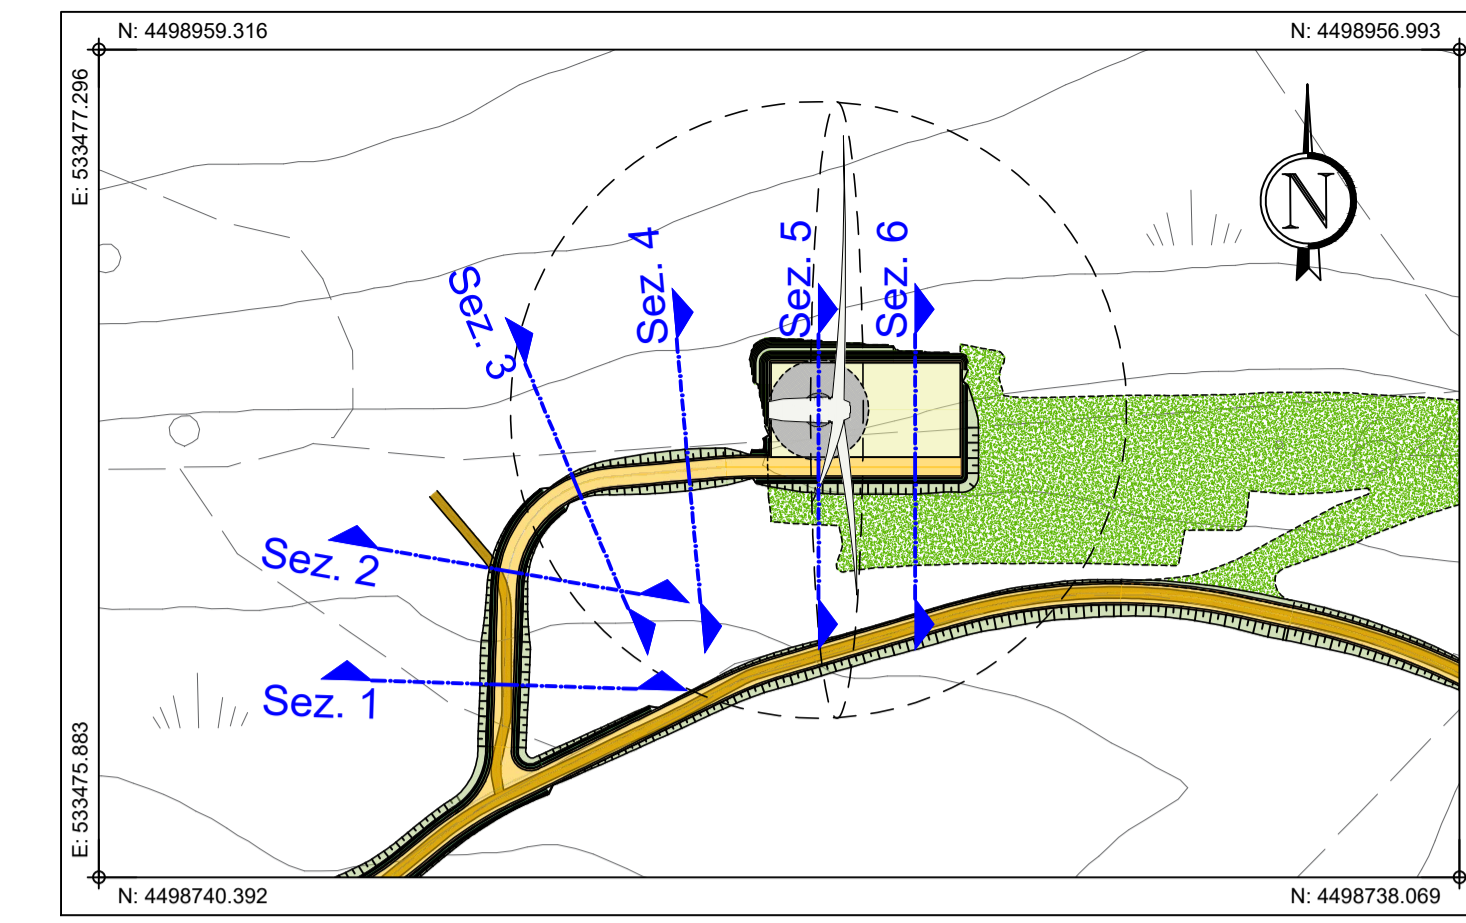 N: 4498959.316
N: 4498956.993
E: 533477.296
N
Sez. 3
Sez. 4
Sez. 5
Sez. 6
Sez. 2
Sez. 1
E: 533475.883
N: 4498740.392
N: 4498738.069